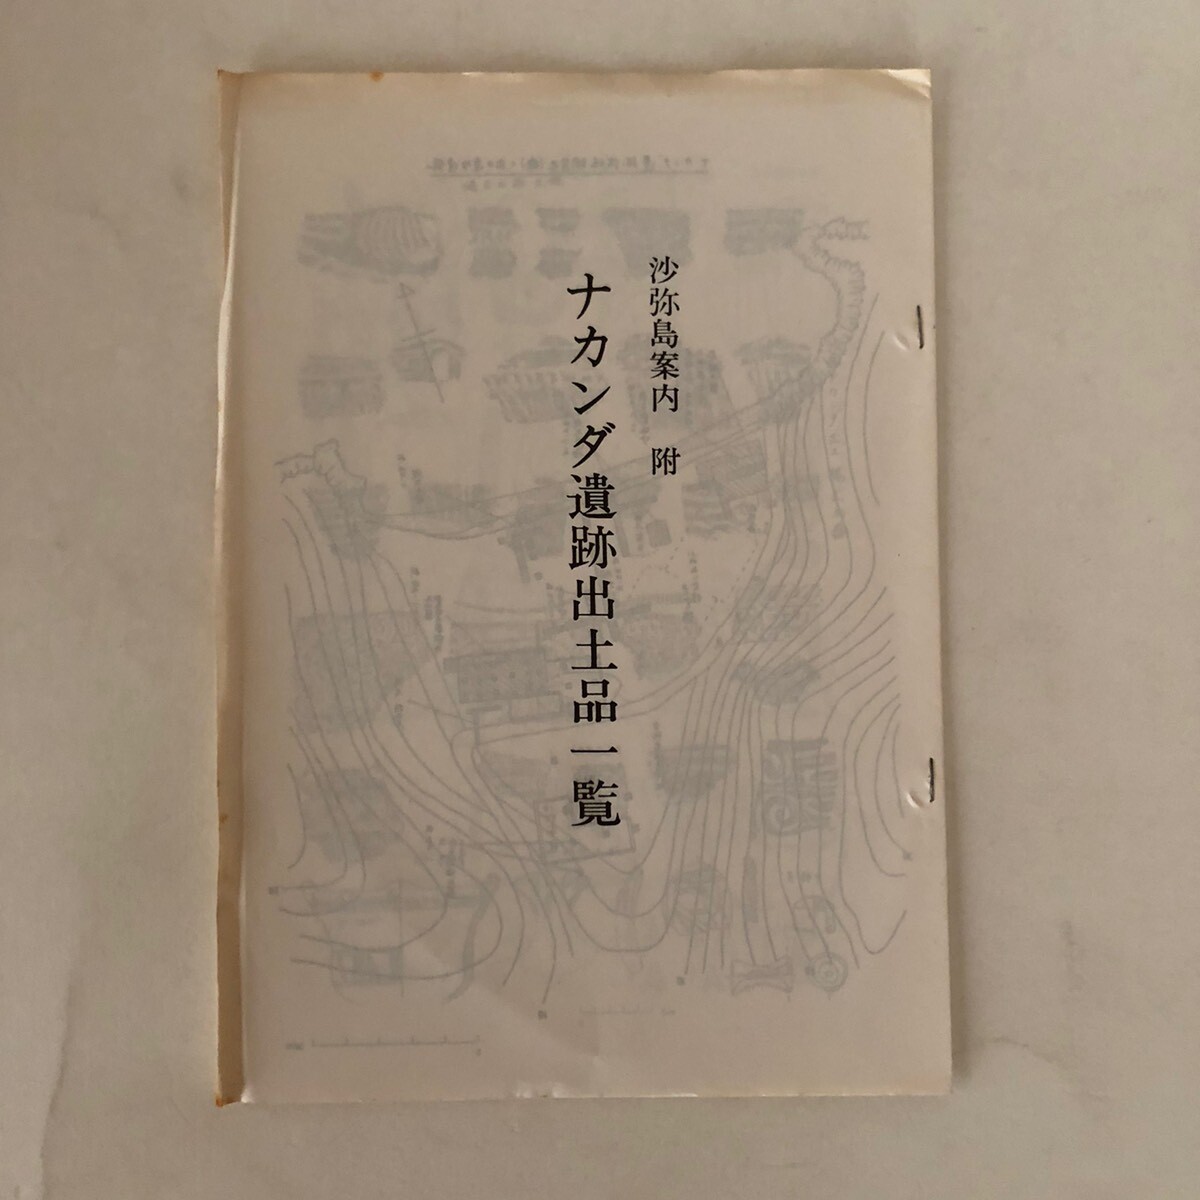 沙弥島案内　附
ナカンダ遺跡出土品一覧